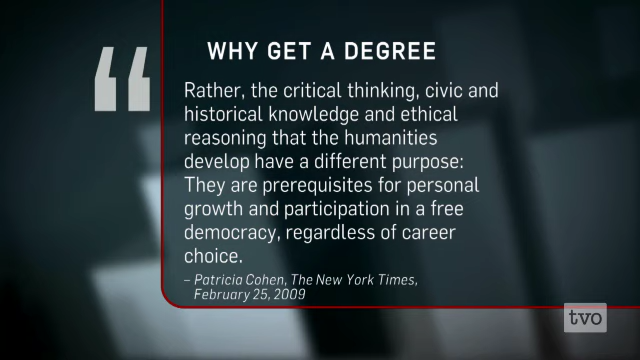 WHY GET A DEGREE
Rather, the critical thinking, civic and
historical knowledge and ethical
reasoning that the humanities
develop have a different purpose:
They are prerequisites for personal
growth and participation in a free
democracy, regardless of career
choice.
– Patricia Cohen, The New York Times,
February 25, 2009
tvo